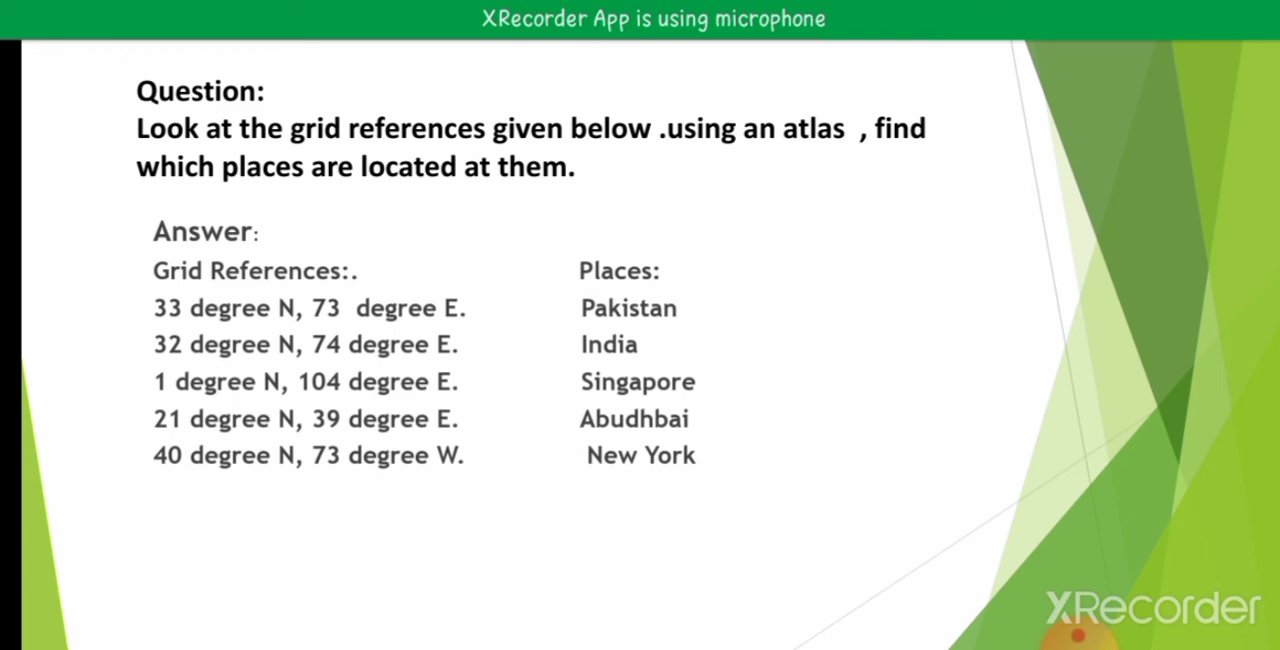 XRecorder App is using microphone
Question:
Look at the grid references given below .using an atlas , find
which places are located at them.
Answer:
Grid References:. Places:
33 degree N, 73 degree E. Pakistan
32 degree N, 74 degree E. India
1 degree N, 104 degree E. Singapore
21 degree N, 39 degree E. Abudhbai
40 degree N, 73 degree W. New York
XRecorder